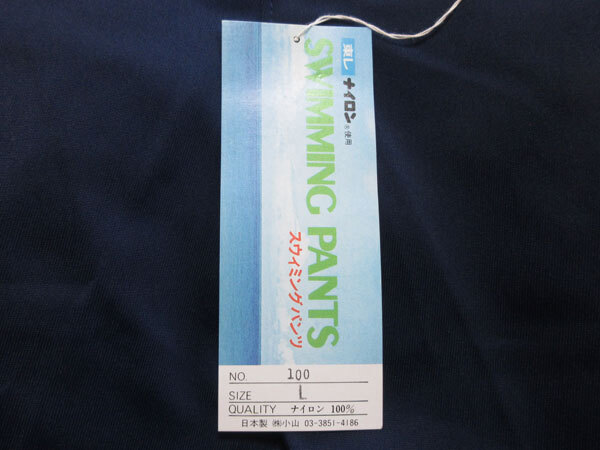 東レ ナイロン®使用
SWIMMING PANTS
スウィミングパンツ
NO. 100
SIZE L
QUALITY ナイロン 100%
日本製 ㈱小山 03-3851-4186